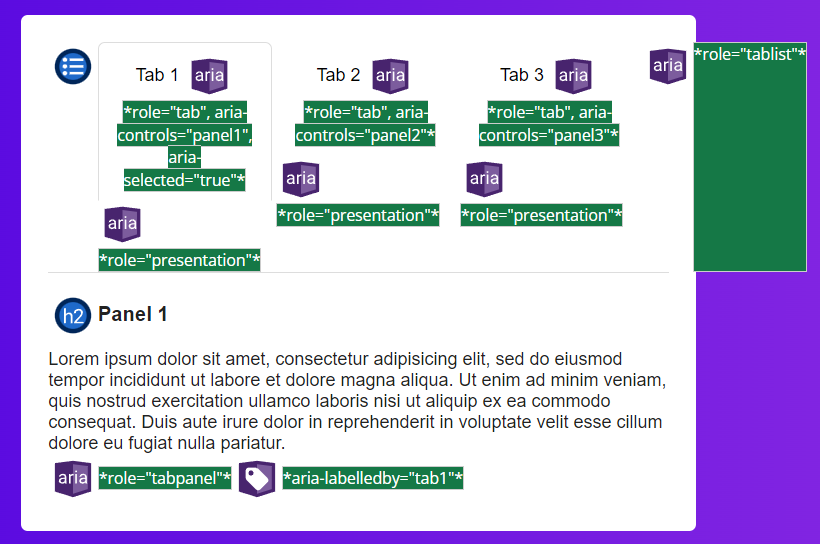 Tab 1 aria
*role="tab", aria-
controls="panel1",
aria-
selected="true"*
aria
*role="presentation"*
Tab 2 aria
*role="tab", aria-
controls="panel2"*
aria
*role="presentation"*
Tab 3 aria
*role="tab", aria-
controls="panel3"*
aria
*role="presentation"*
aria *role="tablist"*
h2 Panel 1
Lorem ipsum dolor sit amet, consectetur adipisicing elit, sed do eiusmod
tempor incididunt ut labore et dolore magna aliqua. Ut enim ad minim veniam,
quis nostrud exercitation ullamco laboris nisi ut aliquip ex ea commodo
consequat. Duis aute irure dolor in reprehenderit in voluptate velit esse cillum
dolore eu fugiat nulla pariatur.
aria *role="tabpanel"* *aria-labelledby="tab1"*